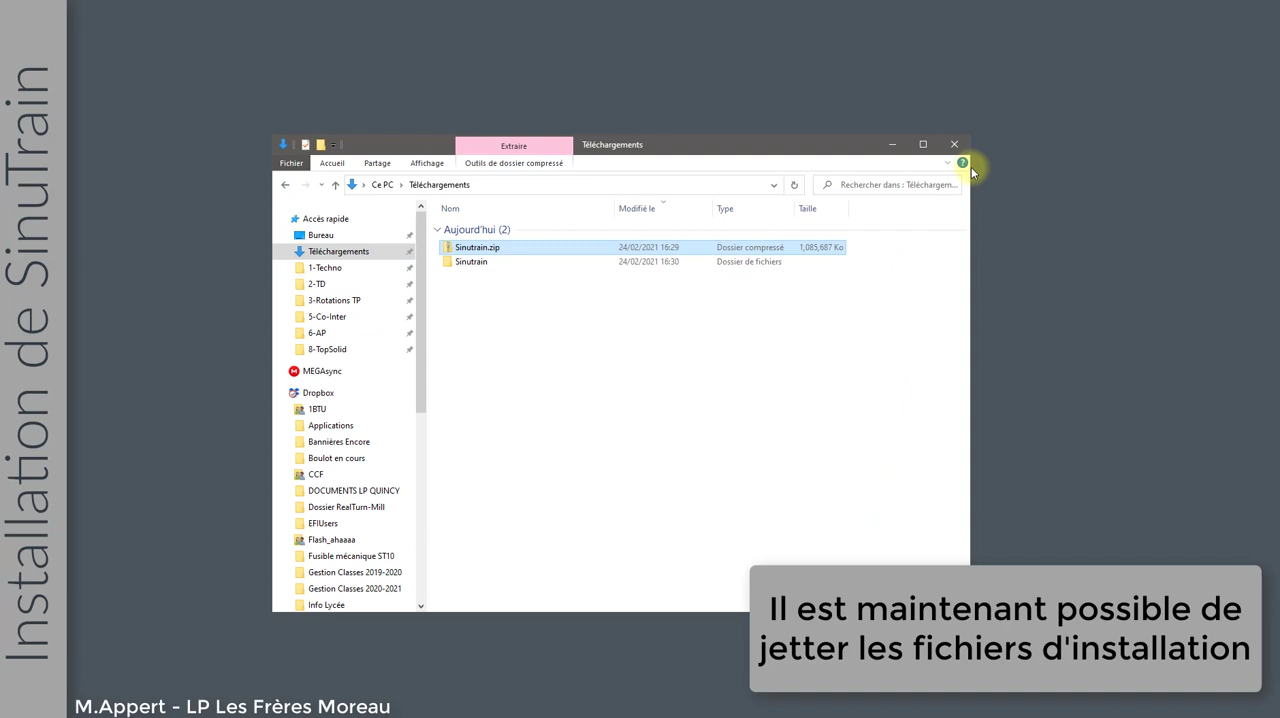 Installation de SinuTrain
Extraire
Téléchargements
Fichier
Accueil
Partage
Affichage
Outils de dossier compressé
Ce PC
Téléchargements
Rechercher dans : Téléchargem...
Accès rapide
Bureau
Téléchargements
1-Techno
2-TD
3-Rotations TP
5-Co-Inter
6-AP
8-TopSolid
MEGAsync
Dropbox
1BTU
Applications
Bannières Encore
Boulot en cours
CCF
DOCUMENTS LP QUINCY
Dossier RealTurn-Mill
EFIUsers
Flash_ahaaaa
Fusible mécanique ST10
Gestion Classes 2019-2020
Gestion Classes 2020-2021
Info Lycée
Nom Modifié le Type Taille
Aujourd'hui (2)
Sinutrain.zip 24/02/2021 16:29 Dossier compressé 1,085,687 Ko
Sinutrain 24/02/2021 16:30 Dossier de fichiers
Il est maintenant possible de
jetter les fichiers d'installation
M.Appert - LP Les Frères Moreau